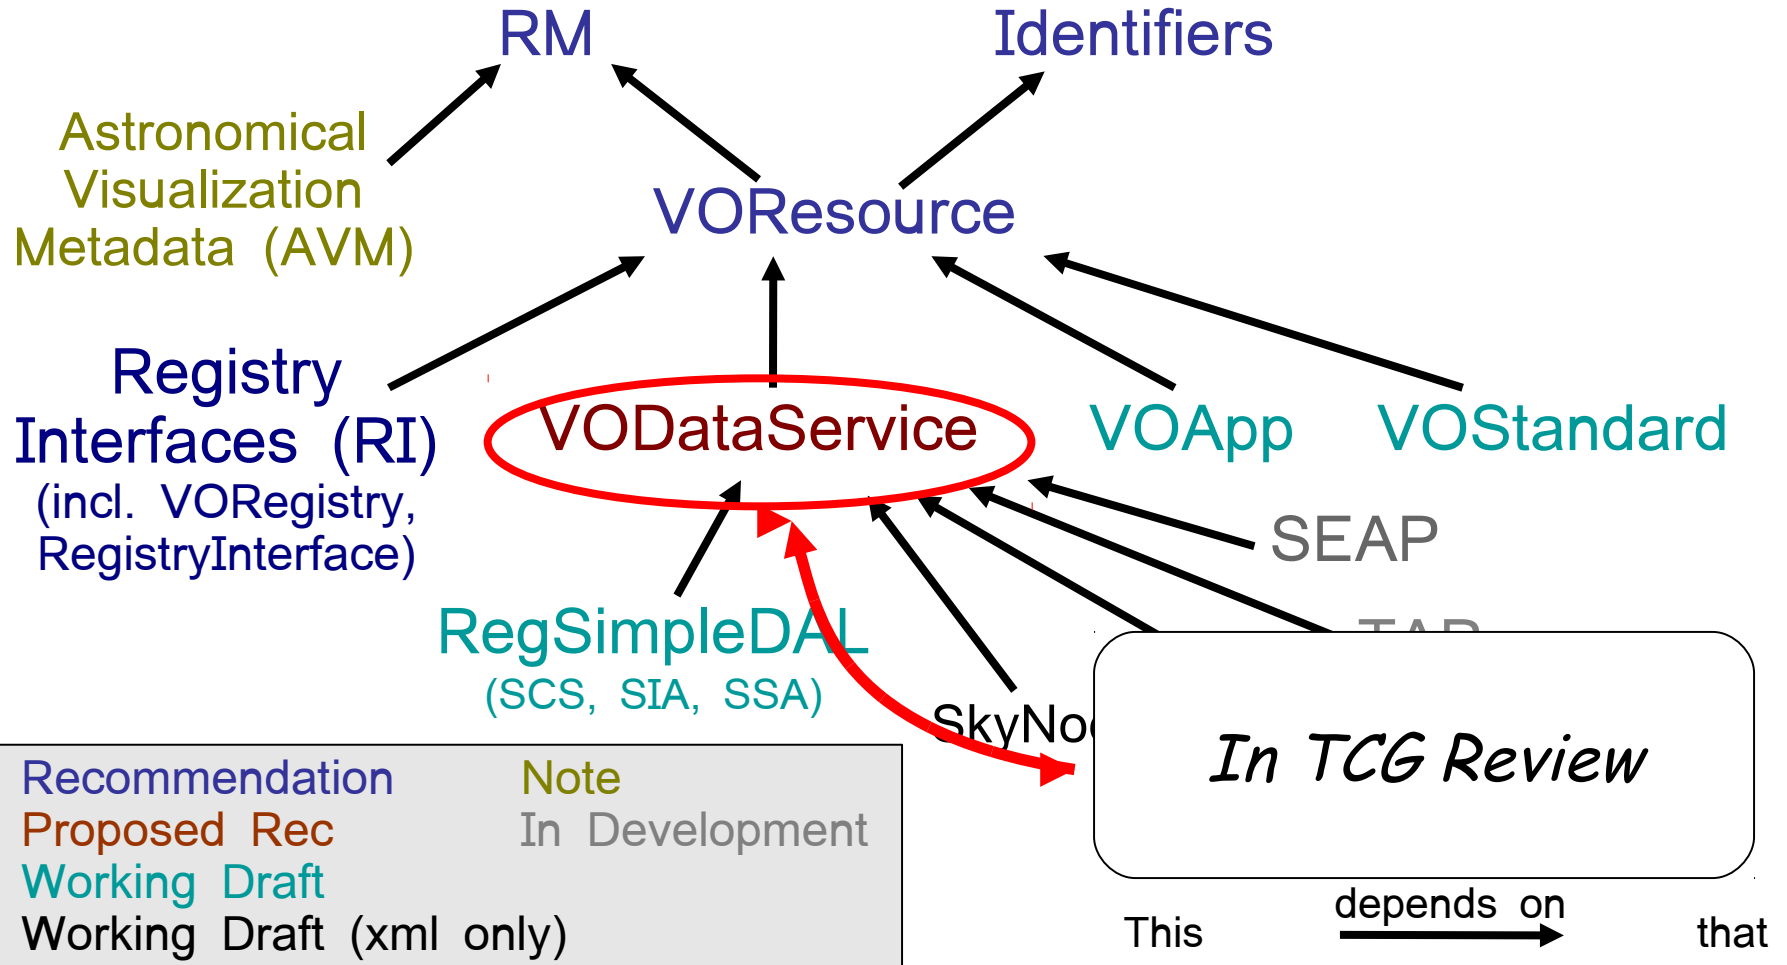 RM
Identifiers
Astronomical
Visualization
Metadata (AVM)
VOResource
Registry
Interfaces (RI)
(incl. VORegistry,
RegistryInterface)
VODataService
VOApp
VOStandard
SEAP
RegSimpleDAL
(SCS, SIA, SSA)
In TCG Review
Recommendation
Note
Proposed Rec
In Development
Working Draft
Working Draft (xml only)
This
depends on
that